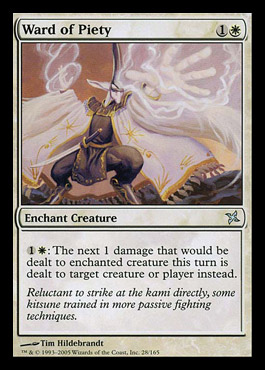 Ward of Piety 1
Enchant Creature
1 : The next 1 damage that would be
dealt to enchanted creature this turn is
dealt to target creature or player instead.
Reluctant to strike at the kami directly, some
kitsune trained in more passive fighting
techniques.
Tim Hildebrandt
™ & © 1993–2005 Wizards of the Coast, Inc. 28/165